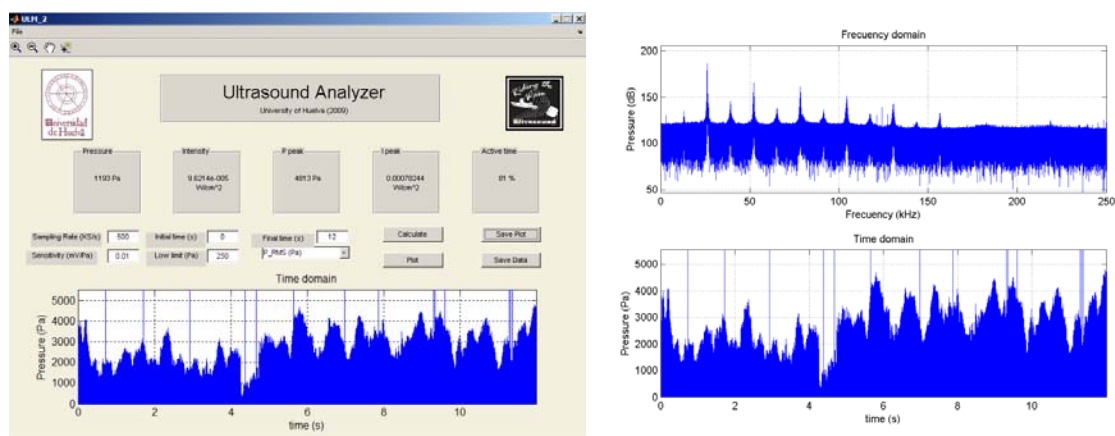 ULM_2
File
Universidad
de Huelva
Ultrasound Analyzer
University of Huelva (2009)
Pressure
1193 Pa
Intensity
9.6214e-005
W/cm^2
P peak
4813 Pa
I peak
0.00078244
W/cm^2
Active time
81 %
Sampling Rate (KS/s)
500
Initial time (s)
0
Final time (s)
12
Calculate
Save Plot
Sensitivity (mV/Pa)
0.01
Low limit (Pa)
250
P_RMS (Pa)
Plot
Save Data
Time domain
Pressure (Pa)
5000
4000
3000
2000
1000
0
0 2 4 6 8 10
time (s)
Frecuency domain
Pressure (dB)
200
150
100
50
0 50 100 150 200 250
Frecuency (kHz)
Time domain
Pressure (Pa)
5000
4000
3000
2000
1000
0
0 2 4 6 8 10
time (s)